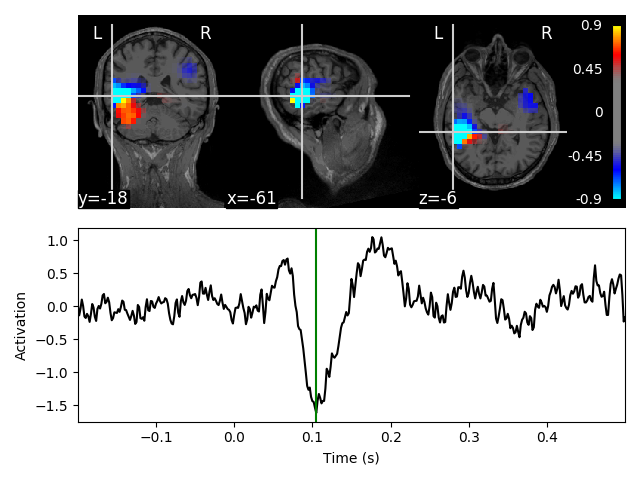 L R L R
0.9
0.45
0
-0.45
-0.9
y=-18 x=-61 z=-6
1.0
0.5
0.0
−0.5
−1.0
−1.5
Activation
−0.1 0.0 0.1 0.2 0.3 0.4
Time (s)